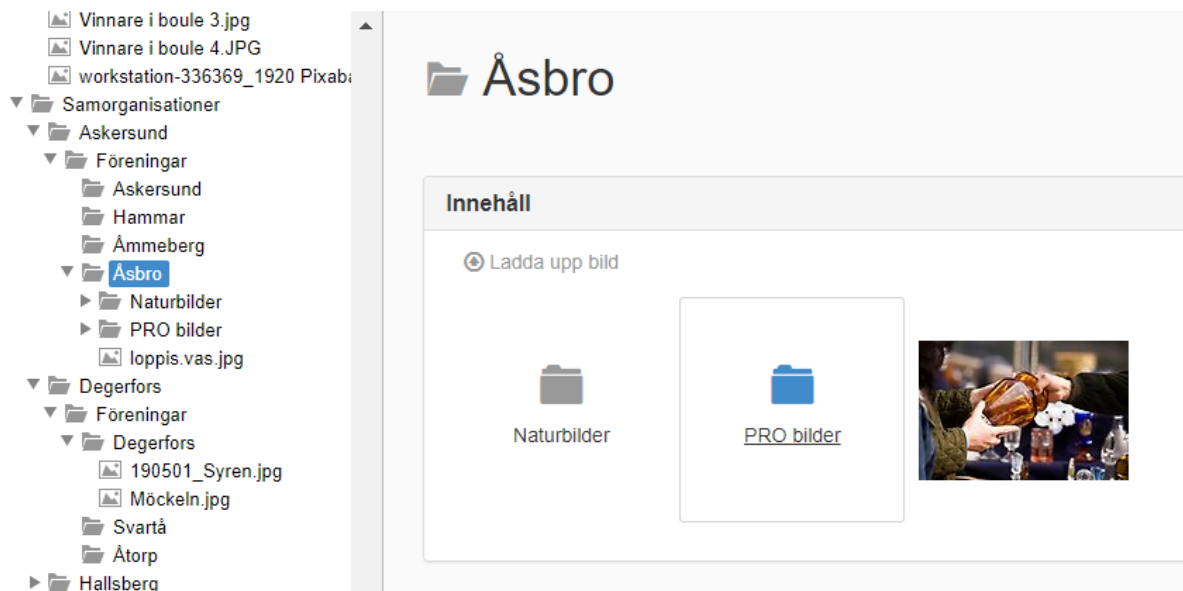 Vinnare i boule 3.jpg
Vinnare i boule 4.JPG
workstation-336369_1920 Pixaba
Samorganisationer
Askersund
Föreningar
Askersund
Hammar
Åmmeberg
Åsbro
Naturbilder
PRO bilder
loppis.vas.jpg
Degerfors
Föreningar
Degerfors
190501_Syren.jpg
Möckeln.jpg
Svartå
Åtorp
Hallsberg
Åsbro
Innehåll
Ladda upp bild
Naturbilder
PRO bilder